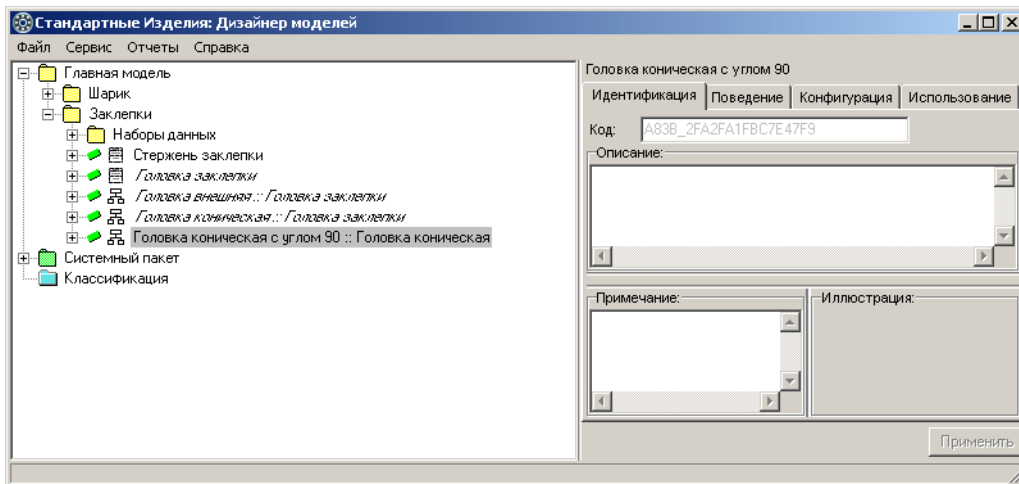 Стандартные Изделия: Дизайнер моделей
Файл Сервис Отчеты Справка
Главная модель
Шарик
Заклепки
Наборы данных
Стержень заклепки
Головка заклепки
Головка внешняя :: Головка заклепки
Головка коническая :: Головка заклепки
Головка коническая с углом 90 :: Головка коническая
Системный пакет
Классификация
Головка коническая с углом 90
Идентификация Поведение Конфигурация Использование
Код: A83B_2FA2FA1FBC7E47F9
Описание:
Примечание:
Иллюстрация:
Применить